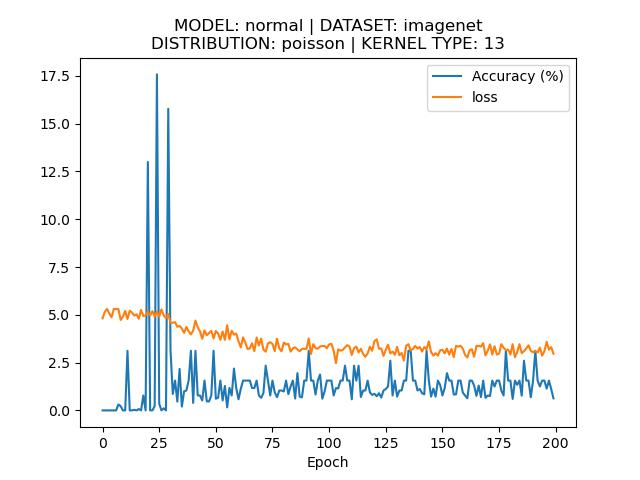 MODEL: normal | DATASET: imagenet
DISTRIBUTION: poisson | KERNEL TYPE: 13
Accuracy (%)
loss
17.5
15.0
12.5
10.0
7.5
5.0
2.5
0.0
0 25 50 75 100 125 150 175 200
Epoch